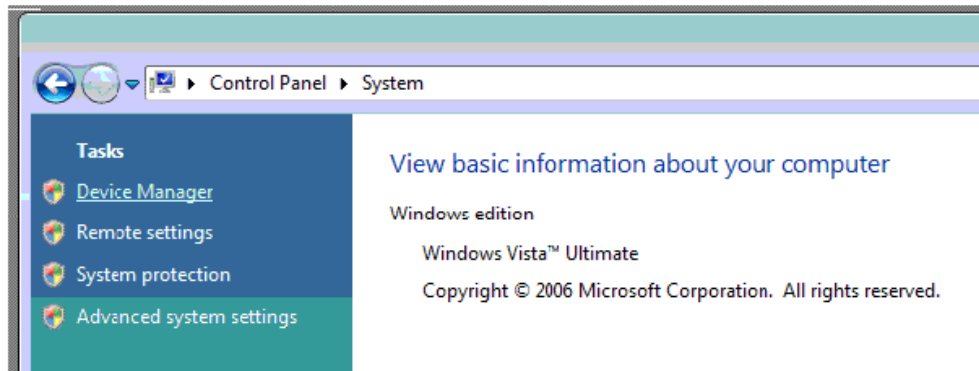 Control Panel System
Tasks
Device Manager
Remote settings
System protection
Advanced system settings
View basic information about your computer
Windows edition
Windows Vista™ Ultimate
Copyright © 2006 Microsoft Corporation. All rights reserved.